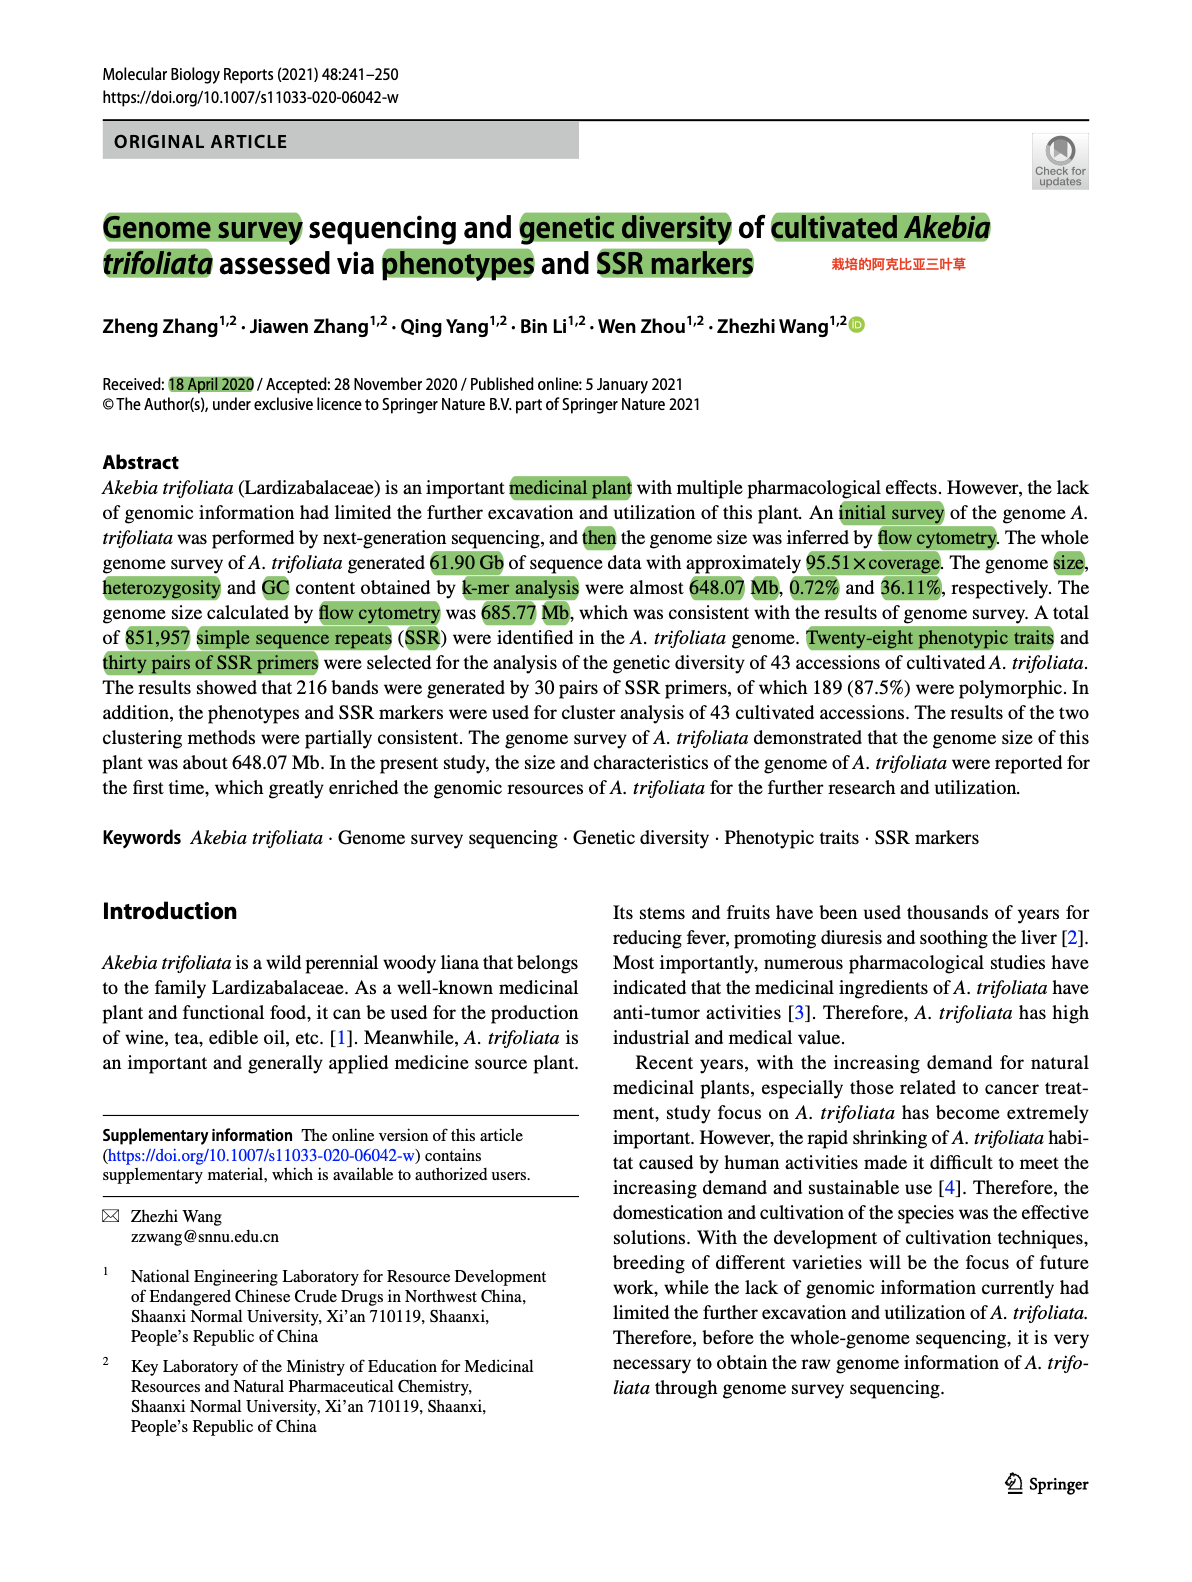 Molecular Biology Reports (2021) 48:241–250
https://doi.org/10.1007/s11033-020-06042-w
ORIGINAL ARTICLE
Check for
updates
Genome survey sequencing and genetic diversity of cultivated Akebia
trifoliata assessed via phenotypes and SSR markers
栽培的阿克比亚三叶草
Zheng Zhang1,2 · Jiawen Zhang1,2 · Qing Yang1,2 · Bin Li1,2 · Wen Zhou1,2 · Zhezhi Wang1,2 iD
Received: 18 April 2020 / Accepted: 28 November 2020 / Published online: 5 January 2021
© The Author(s), under exclusive licence to Springer Nature B.V. part of Springer Nature 2021
Abstract
Akebia trifoliata (Lardizabalaceae) is an important medicinal plant with multiple pharmacological effects. However, the lack
of genomic information had limited the further excavation and utilization of this plant. An initial survey of the genome A.
trifoliata was performed by next-generation sequencing, and then the genome size was inferred by flow cytometry. The whole
genome survey of A. trifoliata generated 61.90 Gb of sequence data with approximately 95.51×coverage. The genome size,
heterozygosity and GC content obtained by k-mer analysis were almost 648.07 Mb, 0.72% and 36.11%, respectively. The
genome size calculated by flow cytometry was 685.77 Mb, which was consistent with the results of genome survey. A total
of 851,957 simple sequence repeats (SSR) were identified in the A. trifoliata genome. Twenty-eight phenotypic traits and
thirty pairs of SSR primers were selected for the analysis of the genetic diversity of 43 accessions of cultivated A. trifoliata.
The results showed that 216 bands were generated by 30 pairs of SSR primers, of which 189 (87.5%) were polymorphic. In
addition, the phenotypes and SSR markers were used for cluster analysis of 43 cultivated accessions. The results of the two
clustering methods were partially consistent. The genome survey of A. trifoliata demonstrated that the genome size of this
plant was about 648.07 Mb. In the present study, the size and characteristics of the genome of A. trifoliata were reported for
the first time, which greatly enriched the genomic resources of A. trifoliata for the further research and utilization.
Keywords Akebia trifoliata · Genome survey sequencing · Genetic diversity · Phenotypic traits · SSR markers
Introduction
Akebia trifoliata is a wild perennial woody liana that belongs
to the family Lardizabalaceae. As a well-known medicinal
plant and functional food, it can be used for the production
of wine, tea, edible oil, etc. [1]. Meanwhile, A. trifoliata is
an important and generally applied medicine source plant.
Supplementary information The online version of this article
(https://doi.org/10.1007/s11033-020-06042-w) contains
supplementary material, which is available to authorized users.
Zhezhi Wang
zzwang@snnu.edu.cn
1 National Engineering Laboratory for Resource Development
of Endangered Chinese Crude Drugs in Northwest China,
Shaanxi Normal University, Xi’an 710119, Shaanxi,
People’s Republic of China
2 Key Laboratory of the Ministry of Education for Medicinal
Resources and Natural Pharmaceutical Chemistry,
Shaanxi Normal University, Xi’an 710119, Shaanxi,
People’s Republic of China
Its stems and fruits have been used thousands of years for
reducing fever, promoting diuresis and soothing the liver [2].
Most importantly, numerous pharmacological studies have
indicated that the medicinal ingredients of A. trifoliata have
anti-tumor activities [3]. Therefore, A. trifoliata has high
industrial and medical value.
Recent years, with the increasing demand for natural
medicinal plants, especially those related to cancer treat-
ment, study focus on A. trifoliata has become extremely
important. However, the rapid shrinking of A. trifoliata habi-
tat caused by human activities made it difficult to meet the
increasing demand and sustainable use [4]. Therefore, the
domestication and cultivation of the species was the effective
solutions. With the development of cultivation techniques,
breeding of different varieties will be the focus of future
work, while the lack of genomic information currently had
limited the further excavation and utilization of A. trifoliata.
Therefore, before the whole-genome sequencing, it is very
necessary to obtain the raw genome information of A. trifo-
liata through genome survey sequencing.
Springer